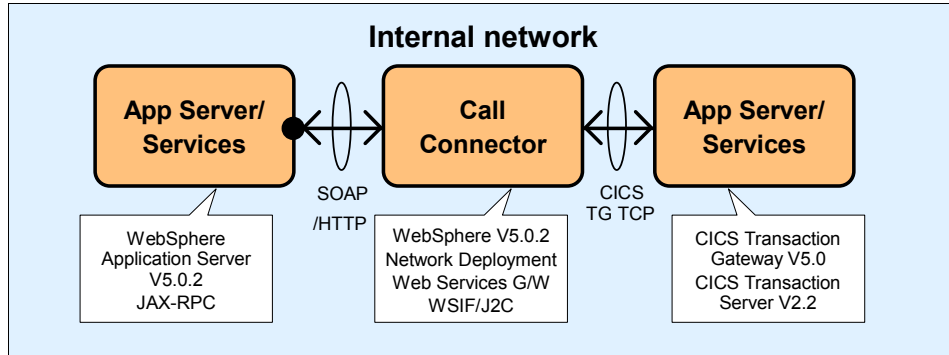 Internal network
App Server/
Services
Call
Connector
App Server/
Services
SOAP
/HTTP
CICS
TG TCP
WebSphere
Application Server
V5.0.2
JAX-RPC
WebSphere V5.0.2
Network Deployment
Web Services G/W
WSIF/J2C
CICS Transaction
Gateway V5.0
CICS Transaction
Server V2.2